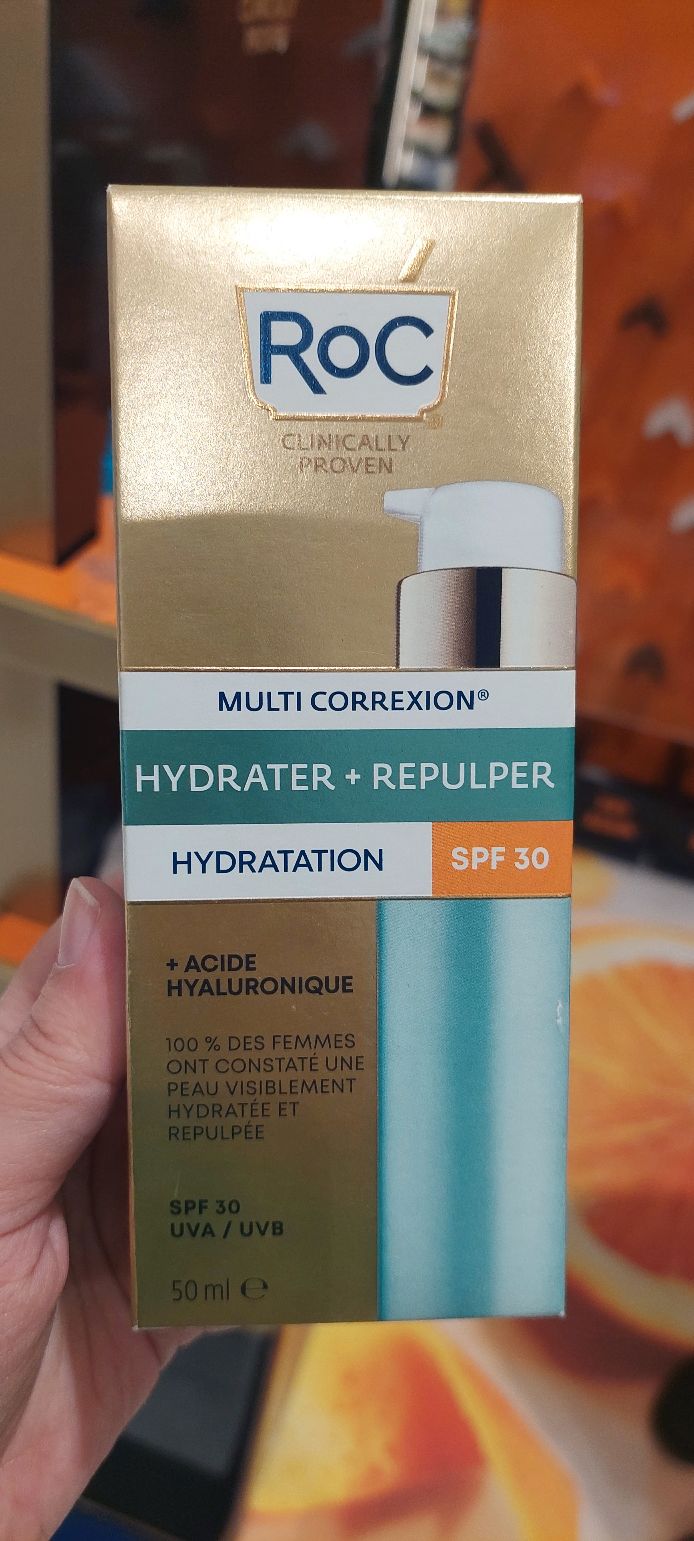 RoC
®
CLINICALLY
PROVEN
MULTI CORREXION®
HYDRATER + REPULPER
HYDRATATION
SPF 30
+ ACIDE
HYALURONIQUE
100 % DES FEMMES
ONT CONSTATÉ UNE
PEAU VISIBLEMENT
HYDRATÉE ET
REPULPÉE
SPF 30
UVA / UVB
50 ml ℮